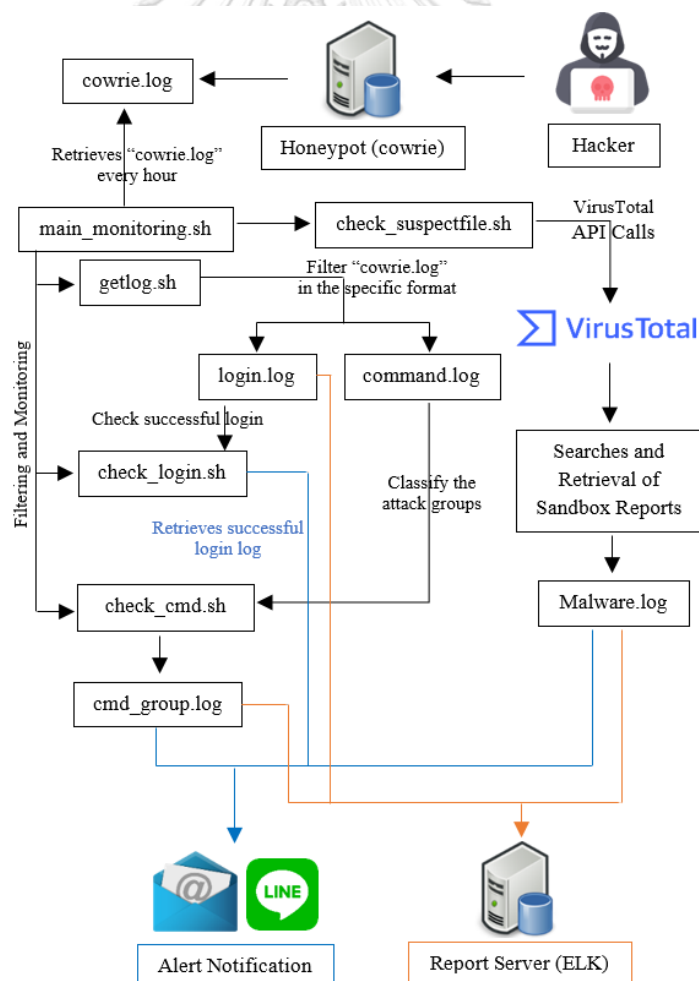 cowrie.log
Honeypot (cowrie)
Hacker
Retrieves “cowrie.log”
every hour
main_monitoring.sh
check_suspectfile.sh
VirusTotal
API Calls
getlog.sh
Filter “cowrie.log”
in the specific format
VirusTotal
login.log
command.log
Filtering and Monitoring
Check successful login
check_login.sh
Classify the
attack groups
Searches and
Retrieval of
Sandbox Reports
Retrieves successful
login log
check_cmd.sh
Malware.log
cmd_group.log
@
LINE
Alert Notification
Report Server (ELK)